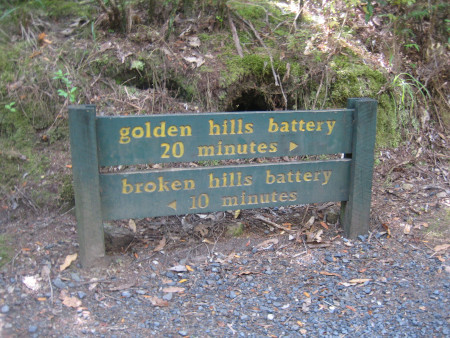 golden hills battery
20 minutes ▸
broken hills battery
◂ 10 minutes